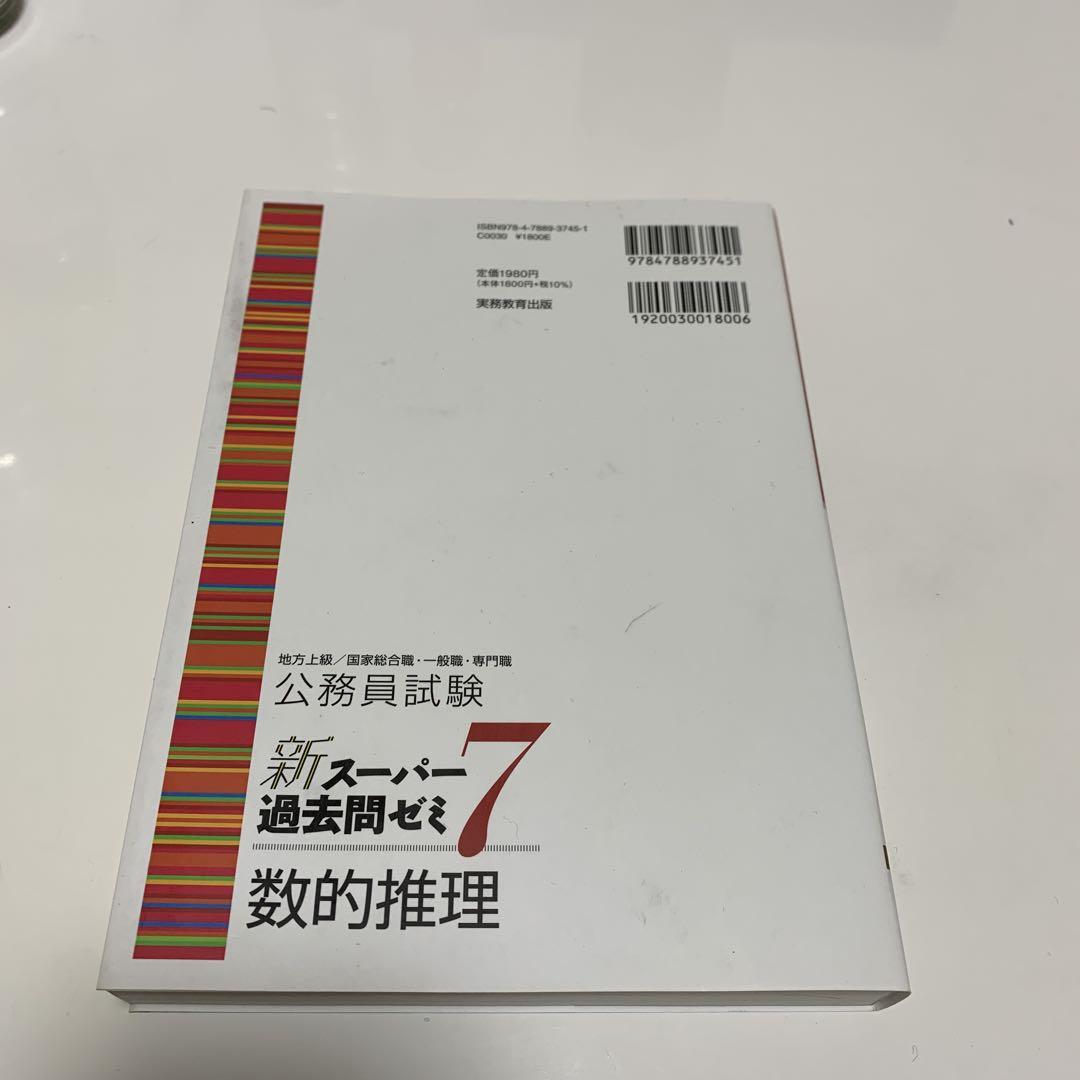 ISBN978-4-7889-3745-1
C0030 ¥1800E
9784788937451
定価1980円
(本体1800円+税10%)
実務教育出版
1920030018006
地方上級/国家総合職・一般職・専門職
公務員試験
新スーパー
過去問ゼミ7
数的推理